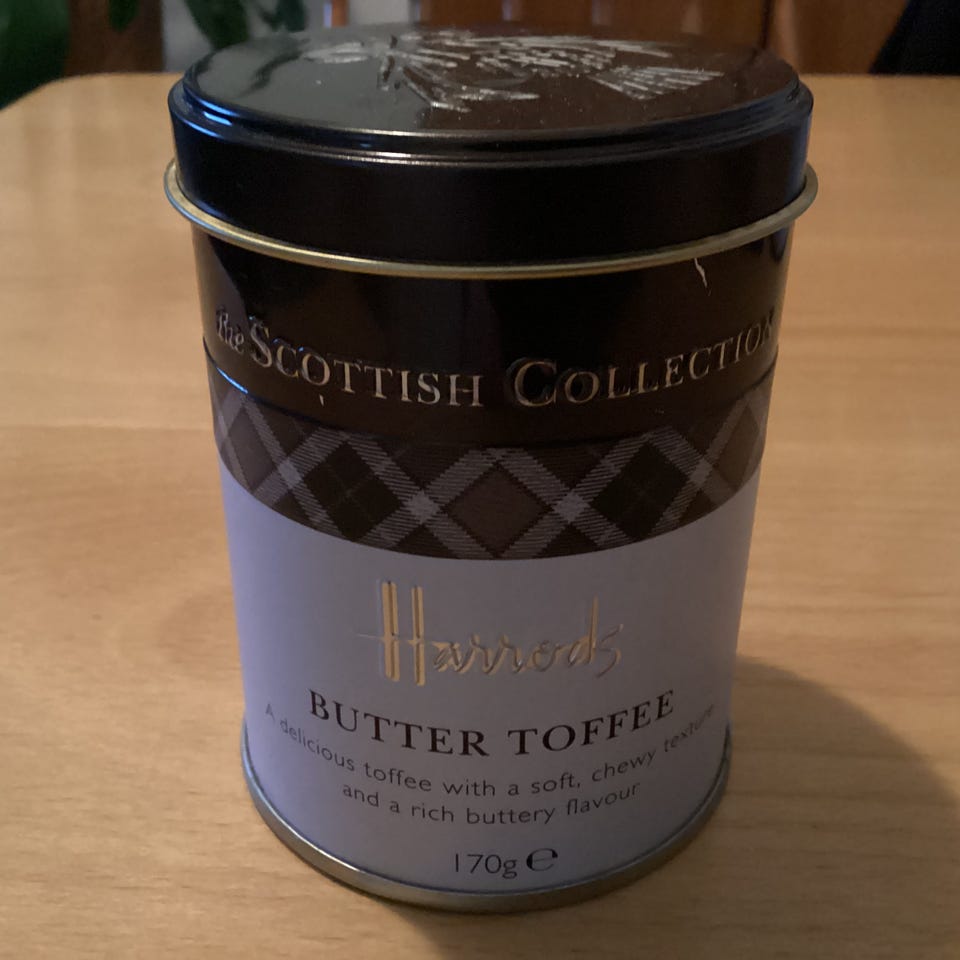 The SCOTTISH COLLECTION
Harrods
BUTTER TOFFEE
A delicious toffee with a soft, chewy texture
and a rich buttery flavour
170g ℮